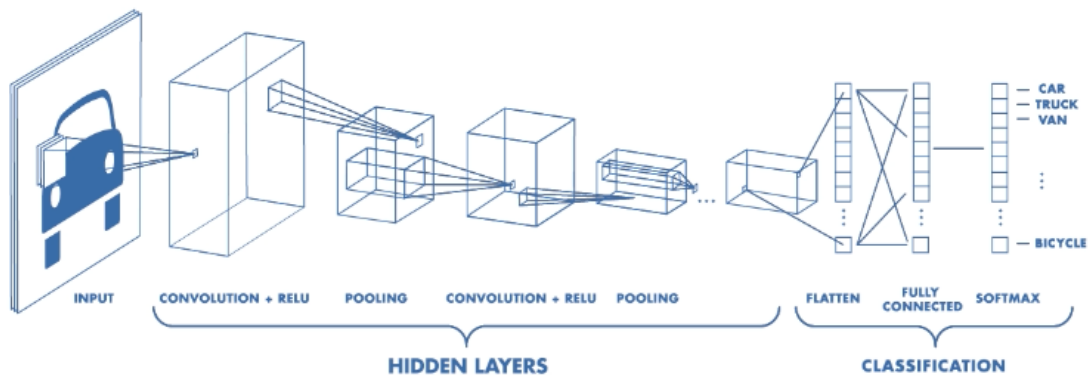 CAR
TRUCK
VAN
BICYCLE
INPUT
CONVOLUTION + RELU
POOLING
CONVOLUTION + RELU
POOLING
FLATTEN
FULLY
CONNECTED
SOFTMAX
HIDDEN LAYERS
CLASSIFICATION